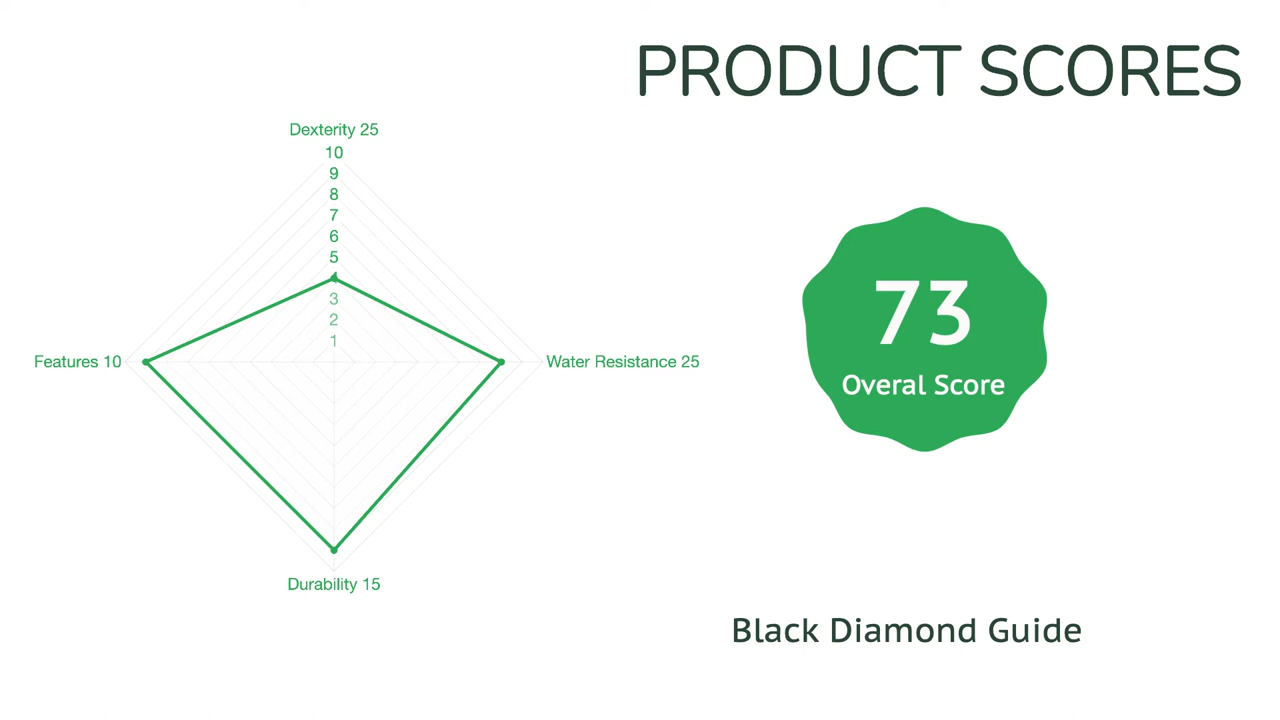 PRODUCT SCORES
Dexterity 25
10
9
8
7
6
5
4
3
2
1
Features 10
Water Resistance 25
Durability 15
73
Overal Score
Black Diamond Guide